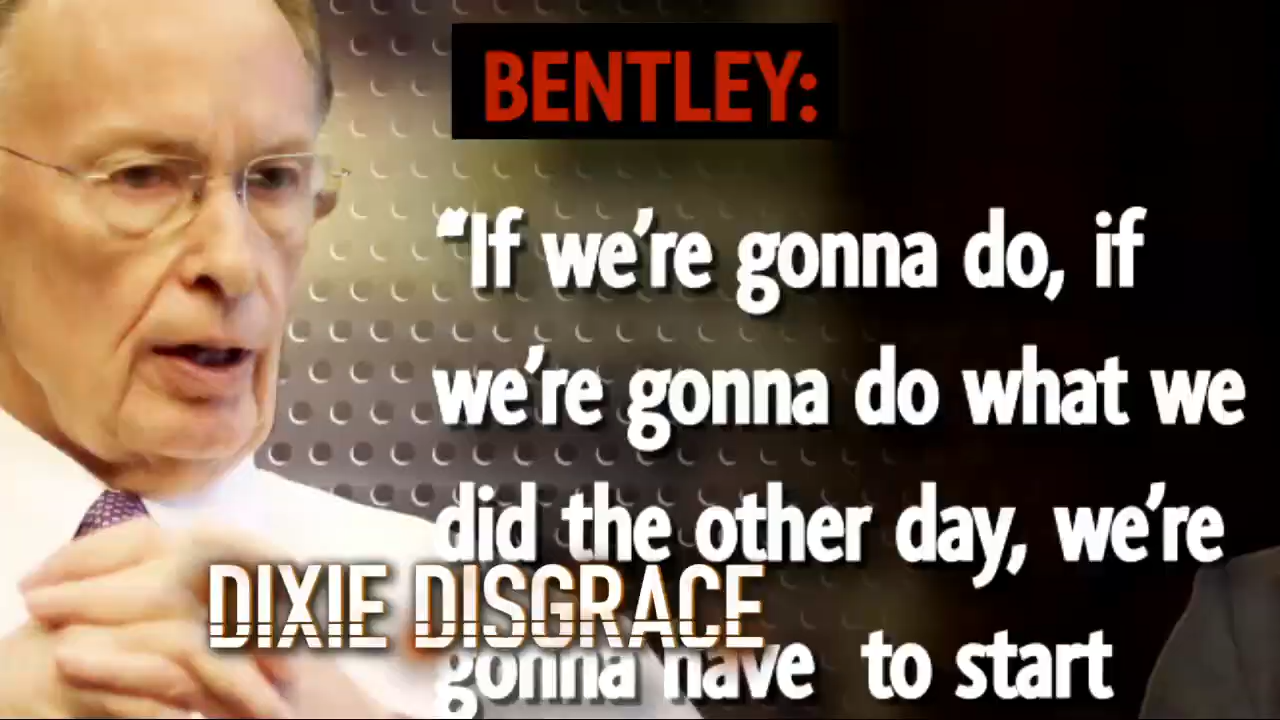 BENTLEY:
“If we’re gonna do, if
we’re gonna do what we
did the other day, we’re
DIXIE DISGRACE
gonna have to start